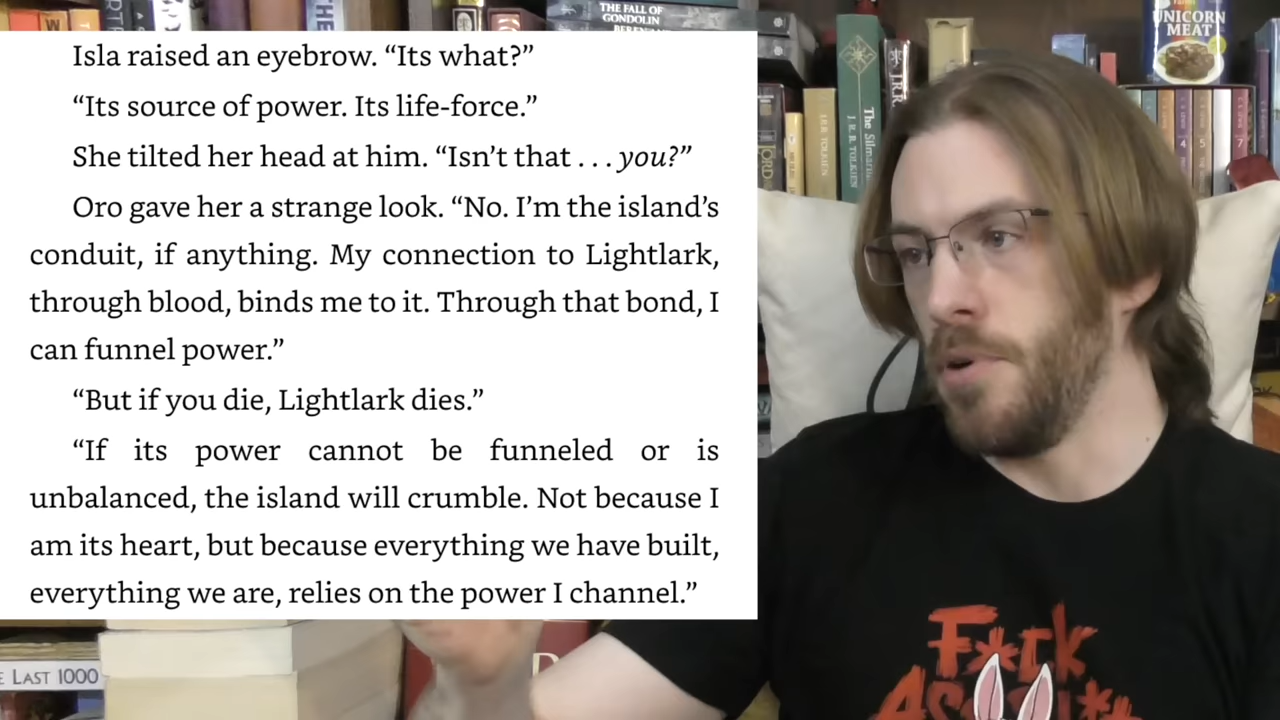 THE FALL OF
GONDOLIN
UNICORN
MEAT
Isla raised an eyebrow. “Its what?”
“Its source of power. Its life-force.”
She tilted her head at him. “Isn’t that . . . you?”
Oro gave her a strange look. “No. I’m the island’s
conduit, if anything. My connection to Lightlark,
through blood, binds me to it. Through that bond, I
can funnel power.”
“But if you die, Lightlark dies.”
“If its power cannot be funneled or is
unbalanced, the island will crumble. Not because I
am its heart, but because everything we have built,
everything we are, relies on the power I channel.”
J.R.R. TOLKIEN
J. R. R. TOLKIEN
The
4
5
7
LAST 1000
F*ck